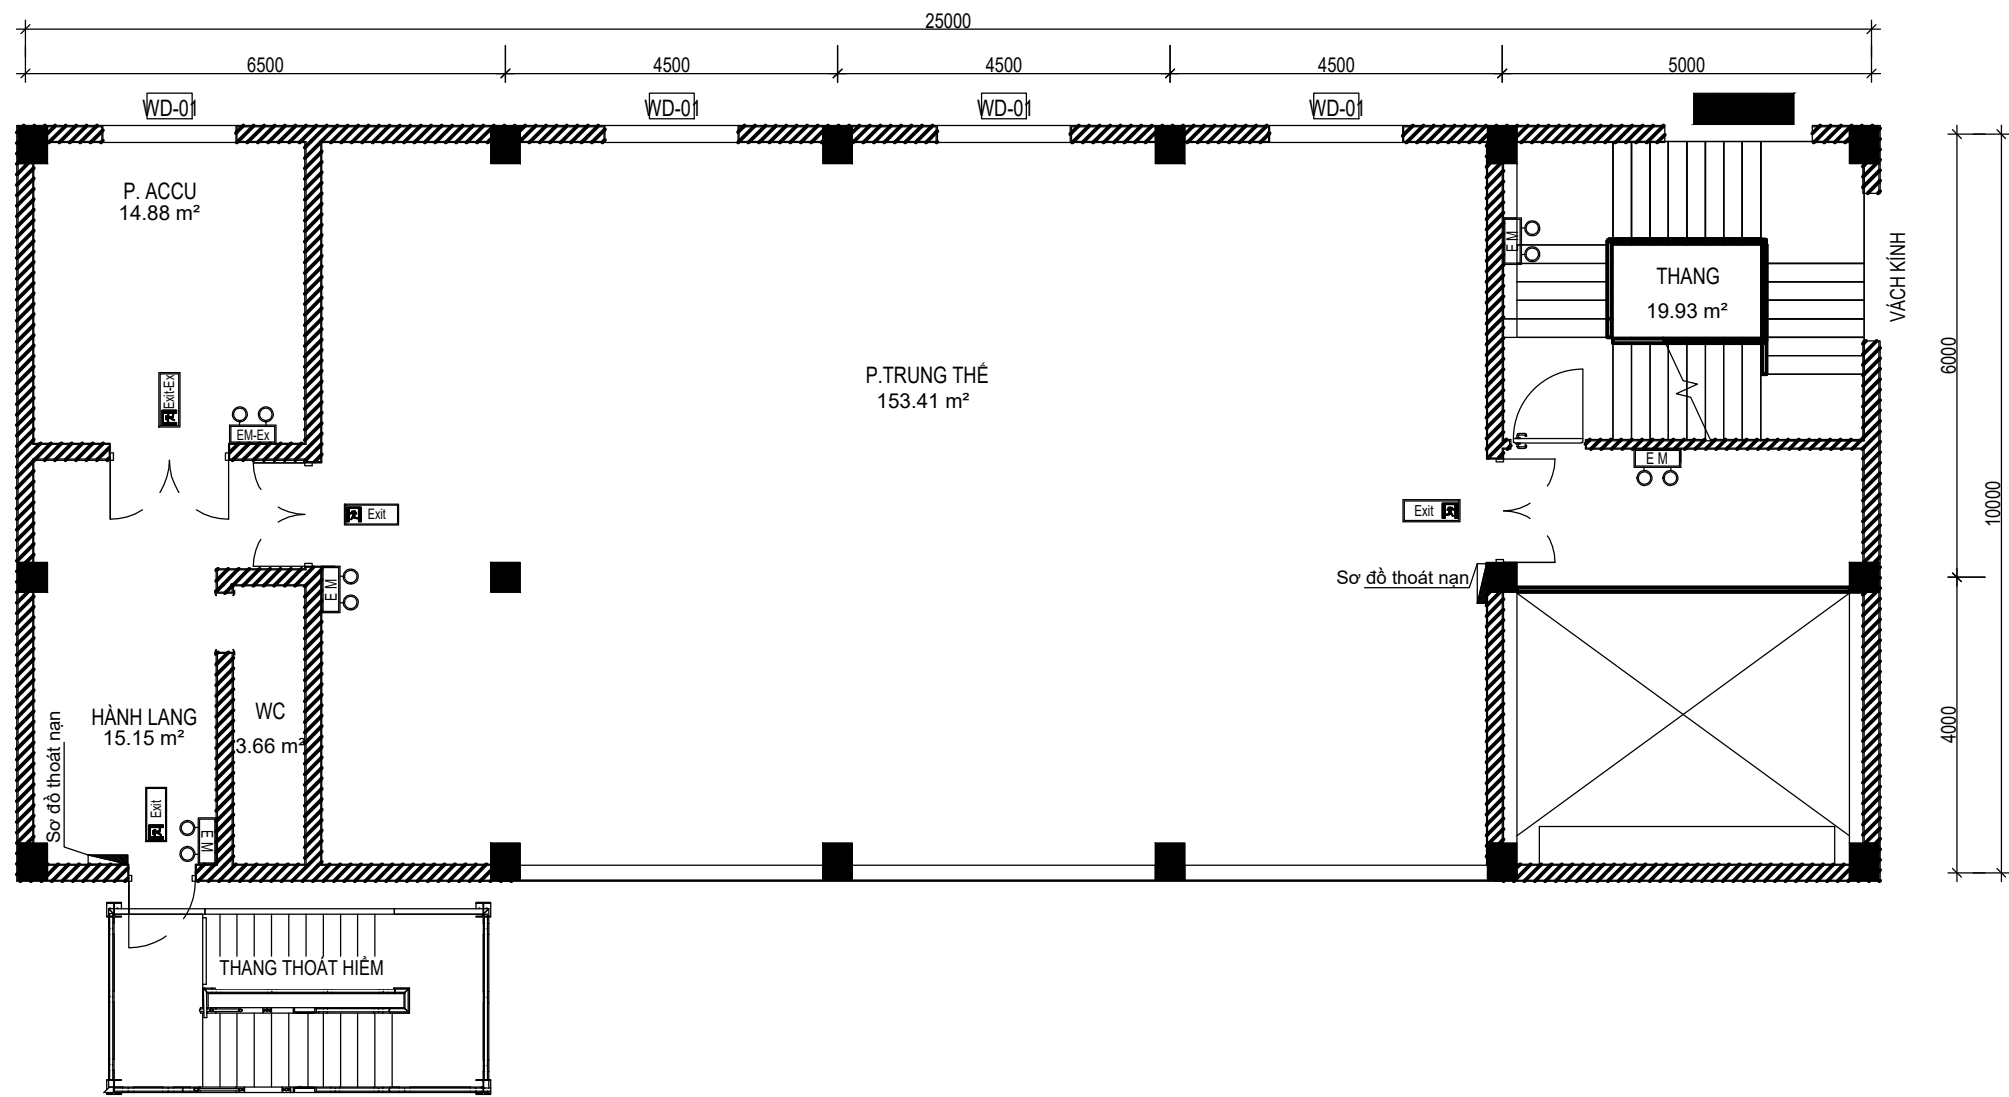 25000
6500
4500
4500
4500
5000
WD-01
WD-01
WD-01
WD-01
P. ACCU
14.88 m²
Exit-Ex
EM-Ex
P.TRUNG THẾ
153.41 m²
E M
THANG
19.93 m²
VÁCH KÍNH
6000
10000
4000
E M
Exit
Exit
E M
Sơ đồ thoát nạn
HÀNH LANG
15.15 m²
WC
3.66 m²
Sơ đồ thoát nạn
Exit
E M
THANG THOÁT HIỂM